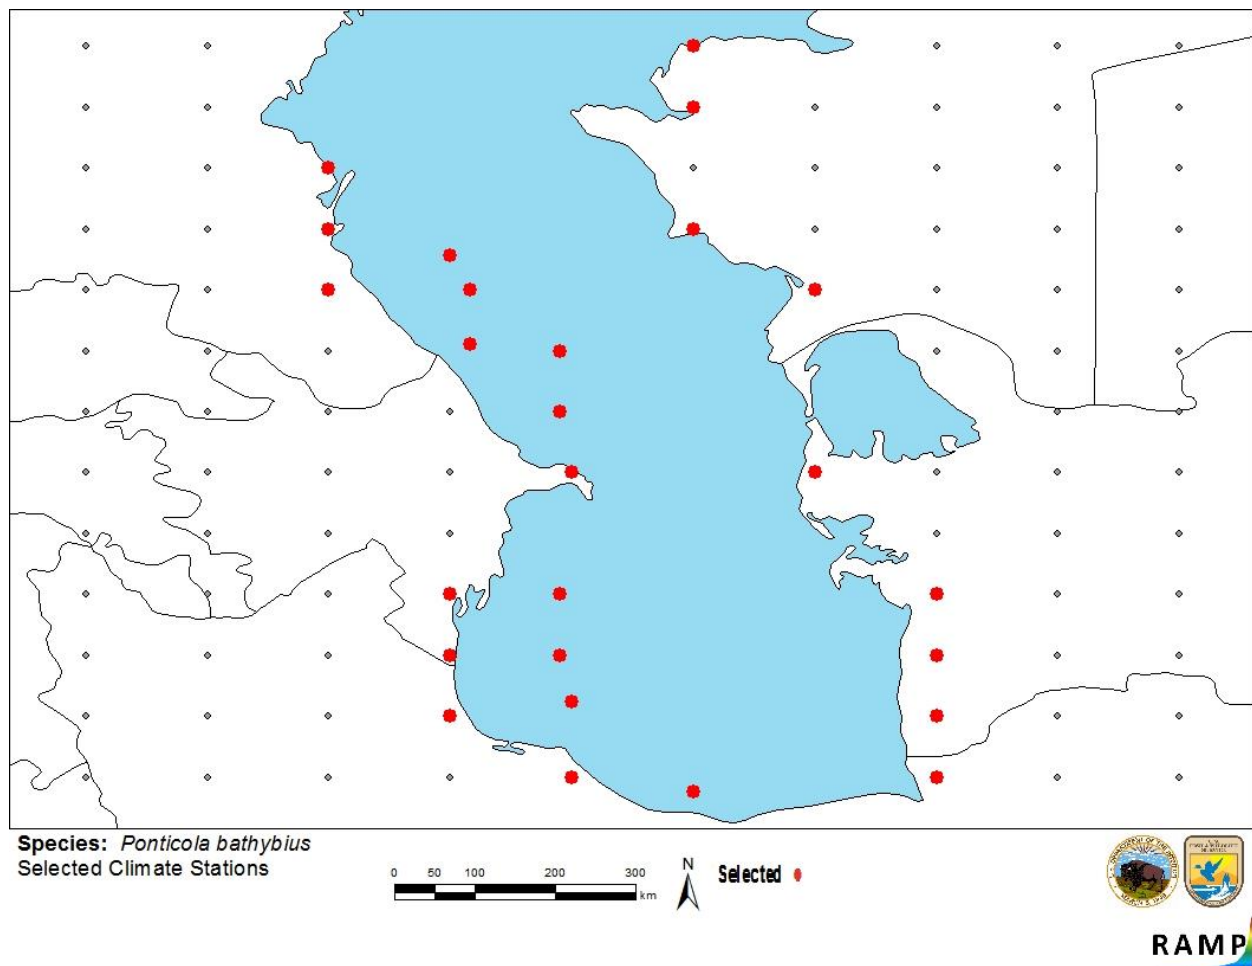 Species: Ponticola bathybius
Selected Climate Stations
0 50 100 200 300
km
N
Selected
RAMP